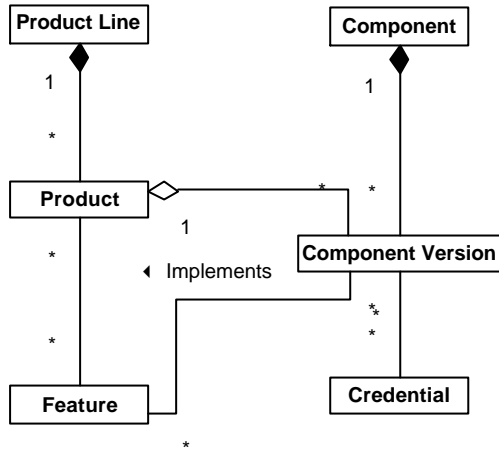 Product Line
Component
1
1
*
*
*
Product
1
Component Version
*
◄ Implements
*
*
*
*
Feature
Credential
*